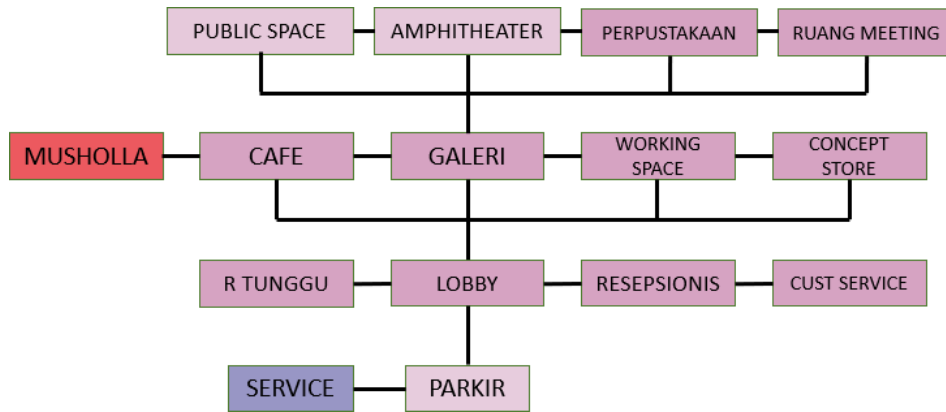 PUBLIC SPACE
AMPHITHEATER
PERPUSTAKAAN
RUANG MEETING
MUSHOLLA
CAFE
GALERI
WORKING
SPACE
CONCEPT
STORE
R TUNGGU
LOBBY
RESEPSIONIS
CUST SERVICE
SERVICE
PARKIR